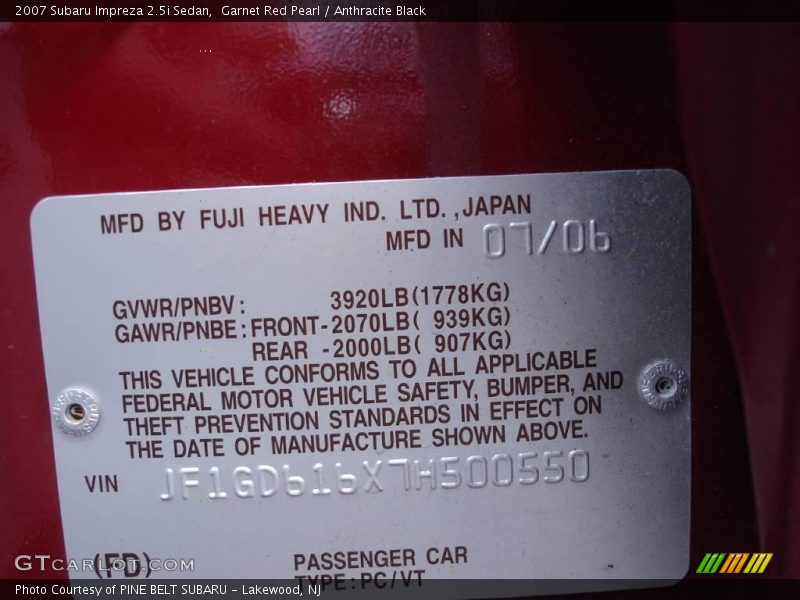 2007 Subaru Impreza 2.5i Sedan,  Garnet Red Pearl / Anthracite Black
MFD BY FUJI HEAVY IND. LTD.,JAPAN
MFD IN 07/06
GVWR/PNBV: 3920LB(1778KG)
GAWR/PNBE:FRONT-2070LB( 939KG)
REAR -2000LB( 907KG)
THIS VEHICLE CONFORMS TO ALL APPLICABLE
FEDERAL MOTOR VEHICLE SAFETY, BUMPER, AND
THEFT PREVENTION STANDARDS IN EFFECT ON
THE DATE OF MANUFACTURE SHOWN ABOVE.
VIN JF1GD616X7H500550
(FD) PASSENGER CAR
TYPE:PC/VT
GTcarlot.com
Photo Courtesy of PINE BELT SUBARU - Lakewood, NJ